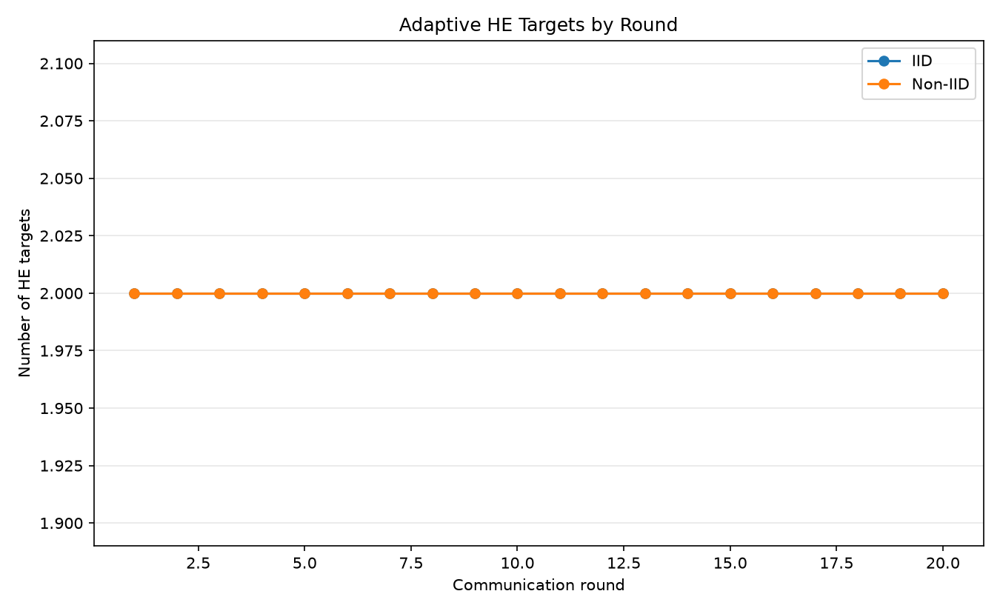 Adaptive HE Targets by Round
IID
Non-IID
Number of HE targets
2.100
2.075
2.050
2.025
2.000
1.975
1.950
1.925
1.900
2.5 5.0 7.5 10.0 12.5 15.0 17.5 20.0
Communication round